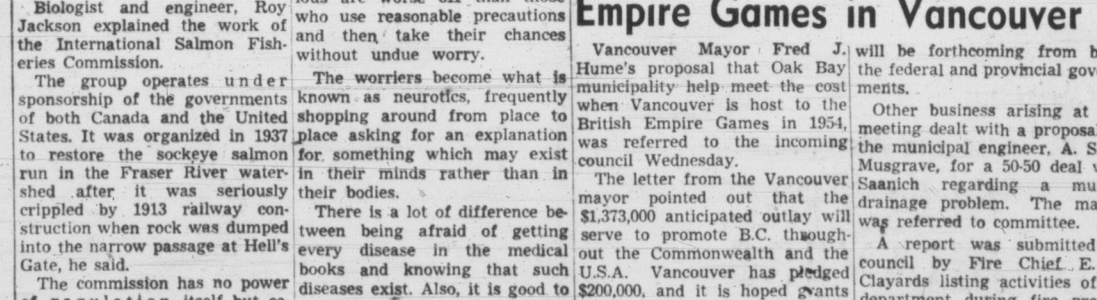 Biologist and engineer, Roy
Jackson explained the work of
the International Salmon Fish-
eries Commission.
The group operates under
sponsorship of the governments
of both Canada and the United
States. It was organized in 1937
to restore the sockeye salmon
run in the Fraser River water-
shed after it was seriously
crippled by 1913 railway con-
struction when rock was dumped
into the narrow passage at Hell's
Gate, he said.
The commission has no power
who use reasonable precautions
and then take their chances
without undue worry.
The worriers become what is
known as neurotics, frequently
shopping around from place to
place asking for an explanation
for something which may exist
in their minds rather than in
their bodies.
There is a lot of difference be-
tween being afraid of getting
every disease in the medical
books and knowing that such
diseases exist. Also, it is good to
Empire Games in Vancouver
Vancouver Mayor Fred J.
Hume's proposal that Oak Bay
municipality help meet the cost
when Vancouver is host to the
British Empire Games in 1954,
was referred to the incoming
council Wednesday.
The letter from the Vancouver
mayor pointed out that the
$1,373,000 anticipated outlay will
serve to promote B.C. through-
out the Commonwealth and the
U.S.A. Vancouver has pledged
$200,000, and it is hoped grants
will be forthcoming from
the federal and provincial gov
ments.
Other business arising at
meeting dealt with a proposa
the municipal engineer, A. S
Musgrave, for a 50-50 deal
Saanich regarding a mu
drainage problem. The ma
was referred to committee.
A report was submitted
council by Fire Chief E.
Clayards listing activities of